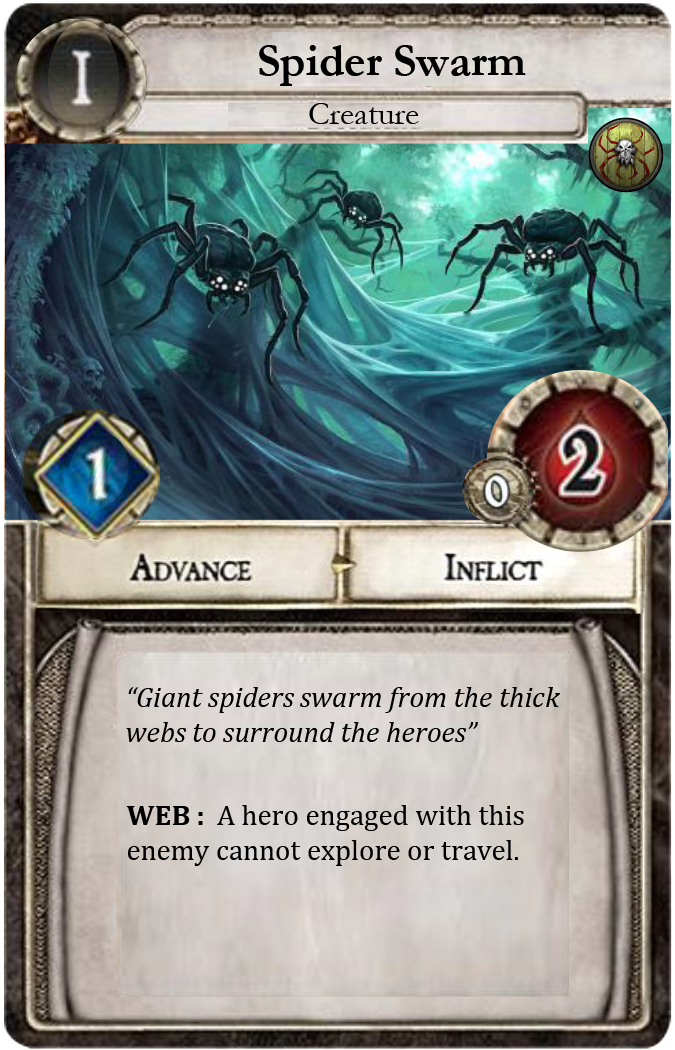 I
Spider Swarm
Creature
1
0
2
ADVANCE
INFLICT
“Giant spiders swarm from the thick
webs to surround the heroes”
WEB : A hero engaged with this
enemy cannot explore or travel.